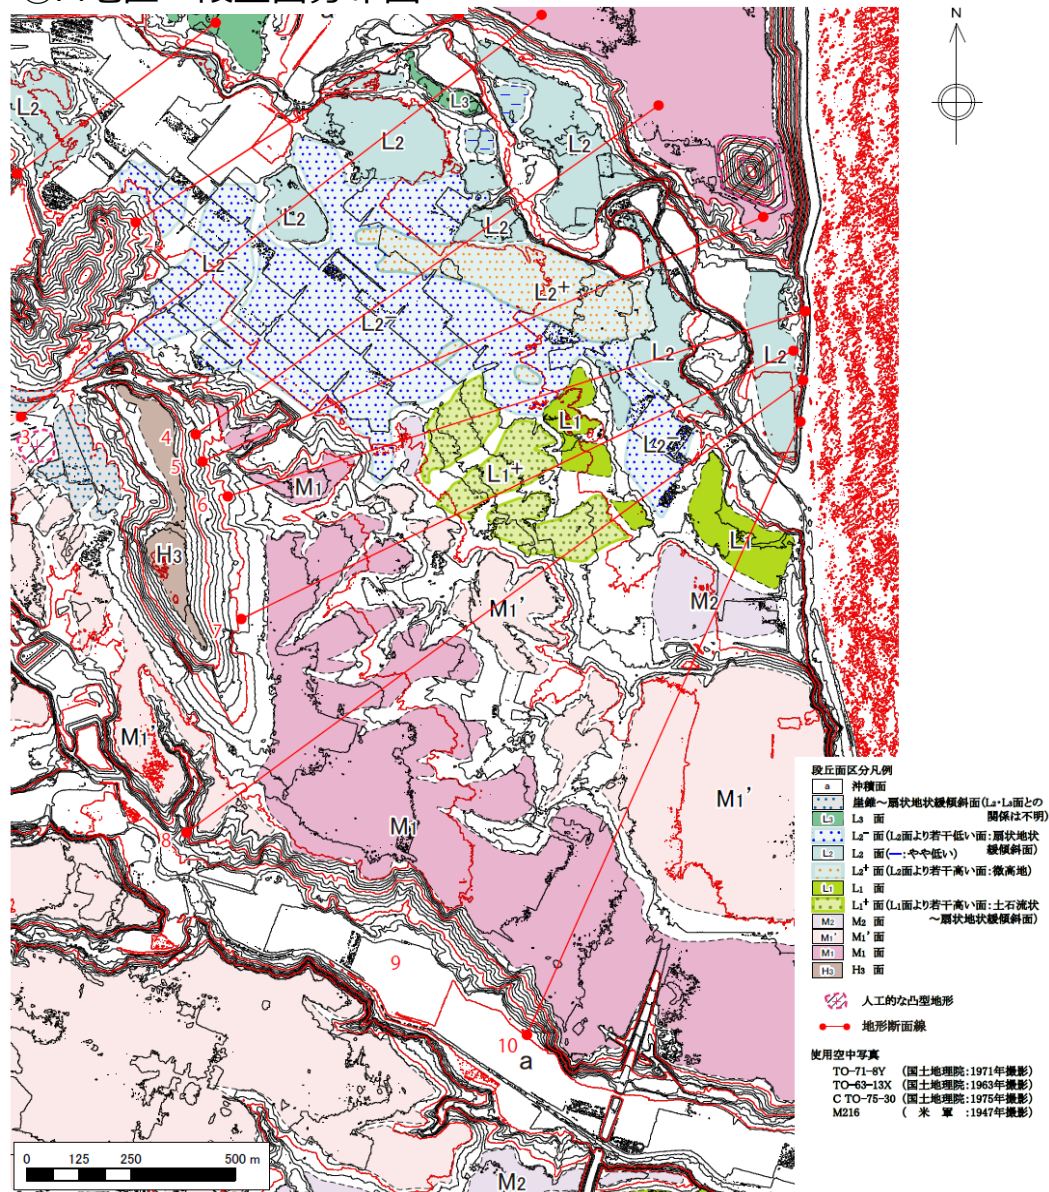 N
L2
L3
L2
L2
L2
L2
L2
2
L2+
L2-
L2
L2
3
4
L1
5
L2-
L1+
6
M1
L1
H3
M2
M1'
7
M1'
M1'
8
M1
9
10
a
M2
0 125 250 500 m
段丘面区分凡例
a 沖積面
崖錐～扇状地状緩傾斜面(L2・L3面との
関係は不明)
L3 面
L2- 面(L2面より若干低い面:扇状地状
緩傾斜面)
L2 面(―:やや低い)
L2+ 面(L2面より若干高い面:微高地)
L1 面
L1+ 面(L1面より若干高い面:土石流状
～扇状地状緩傾斜面)
M2 面
M1' 面
M1 面
H3 面
人工的な凸型地形
地形断面線
使用空中写真
TO-71-8Y (国土地理院:1971年撮影)
TO-63-13X (国土地理院:1963年撮影)
C TO-75-30 (国土地理院:1975年撮影)
M216 ( 米 軍 :1947年撮影)